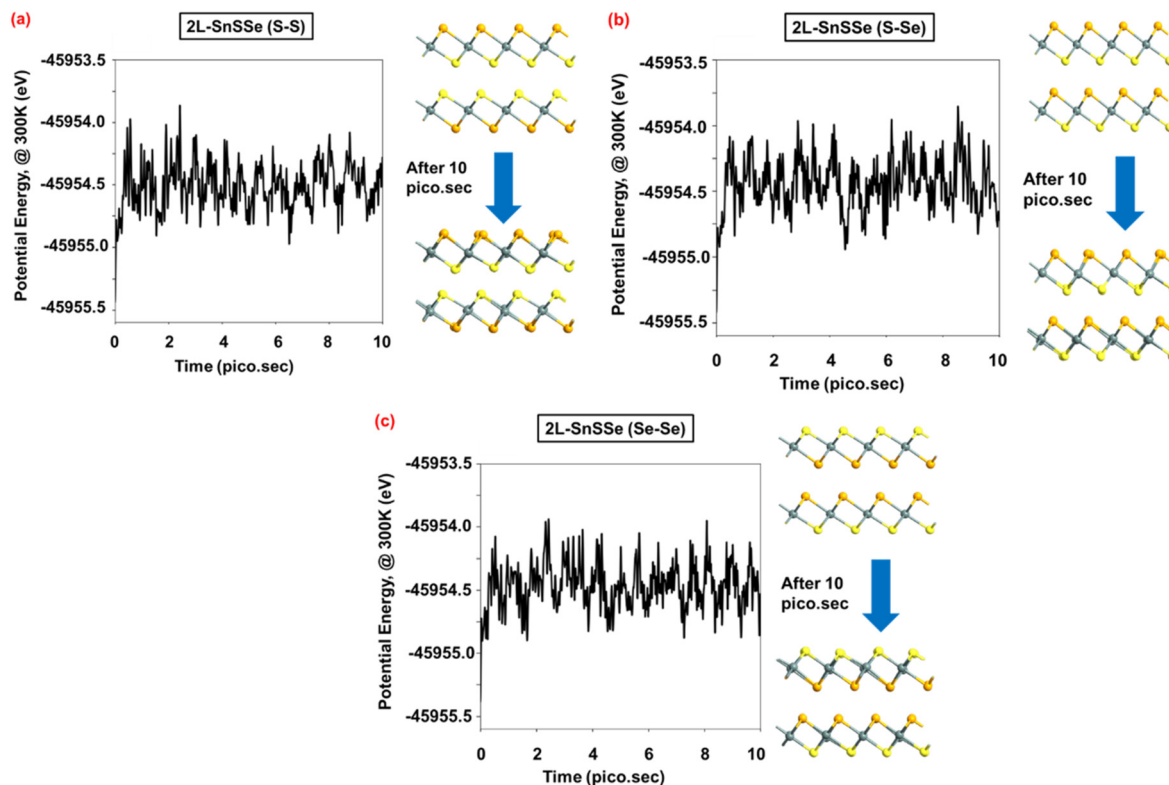 (a)
2L-SnSSe (S-S)
Potential Energy, @ 300K (eV)
-45953.5
-45954.0
-45954.5
-45955.0
-45955.5
0 2 4 6 8 10
Time (pico.sec)
After 10
pico.sec
(b)
2L-SnSSe (S-Se)
Potential Energy, @ 300K (eV)
-45953.5
-45954.0
-45954.5
-45955.0
-45955.5
0 2 4 6 8 10
Time (pico.sec)
After 10
pico.sec
(c)
2L-SnSSe (Se-Se)
Potential Energy, @ 300K (eV)
-45953.5
-45954.0
-45954.5
-45955.0
-45955.5
0 2 4 6 8 10
Time (pico.sec)
After 10
pico.sec